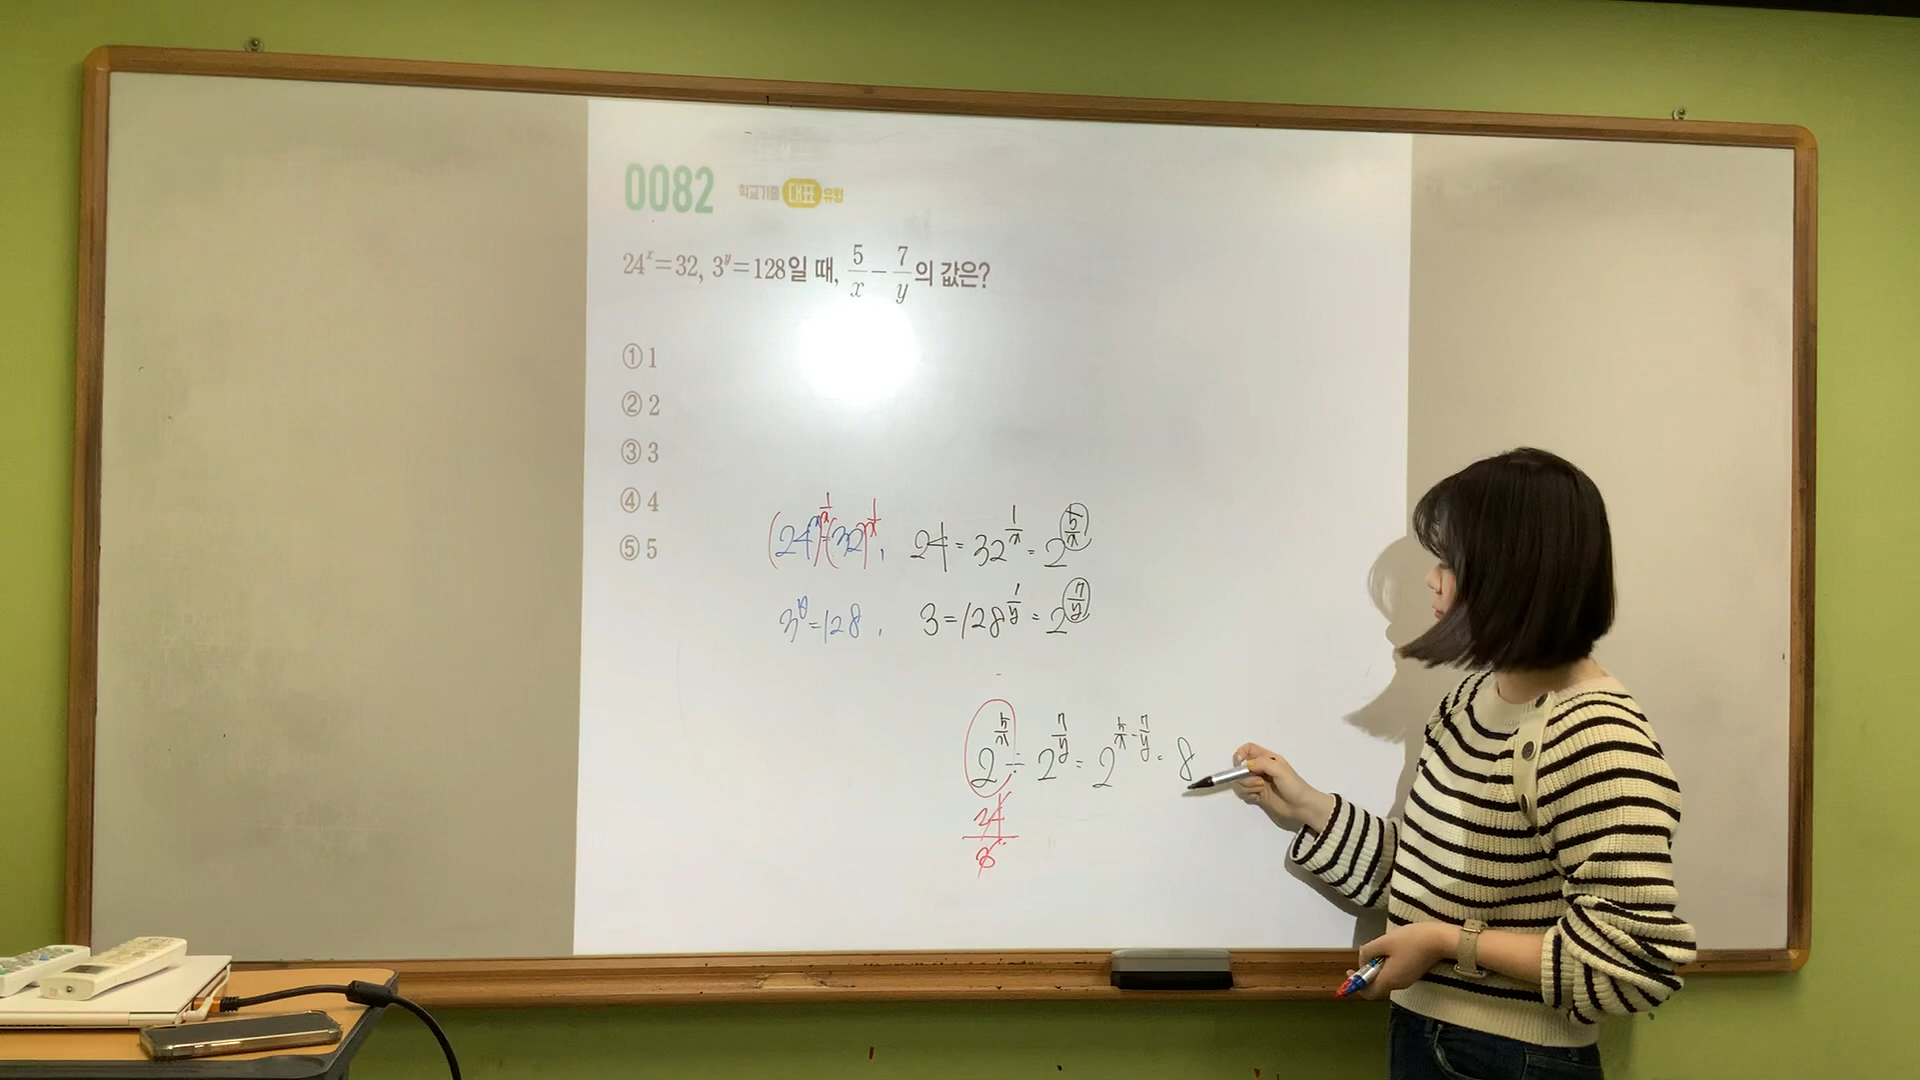 0082 학교기출 대표 유형
24^x=32, 3^y=128일 때, 5/x - 7/y 의 값은?
① 1
② 2
③ 3
④ 4
⑤ 5
(24^x)^(1/x)=(32)^(1/x), 24=32^(1/x)=2^(5/x)
3^y=128, 3=128^(1/y)=2^(7/y)
2^(5/x)÷2^(7/y)=2^(5/x-7/y)=8
24/3